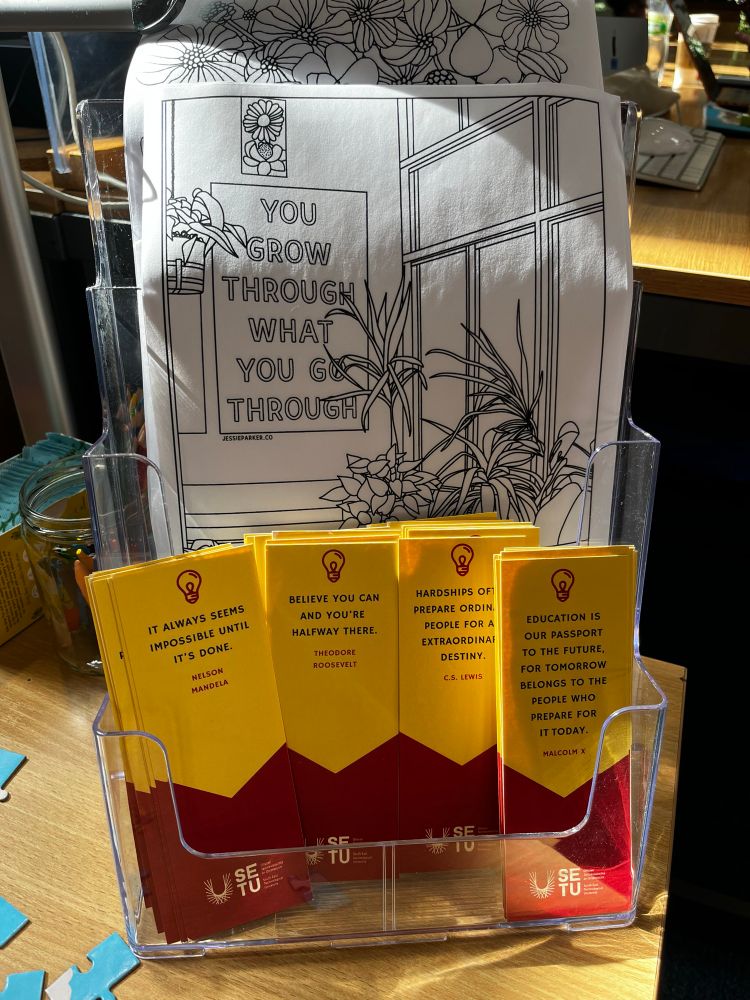 YOU
GROW
THROUGH
WHAT
YOU GO
THROUGH
JESSIEPARKER.CO
IT ALWAYS SEEMS
IMPOSSIBLE UNTIL
IT'S DONE.
NELSON
MANDELA
SE
TU
BELIEVE YOU CAN
AND YOU'RE
HALFWAY THERE.
THEODORE
ROOSEVELT
SE
TU
HARDSHIPS
PREPARE
PEOPLE FOR
DESTINY.
C.S. LEWIS
SE
TU
EDUCATION IS
OUR PASSPORT
TO THE FUTURE,
FOR TOMORROW
BELONGS TO THE
PEOPLE WHO
PREPARE FOR
IT TODAY.
MALCOLM X
SE
TU